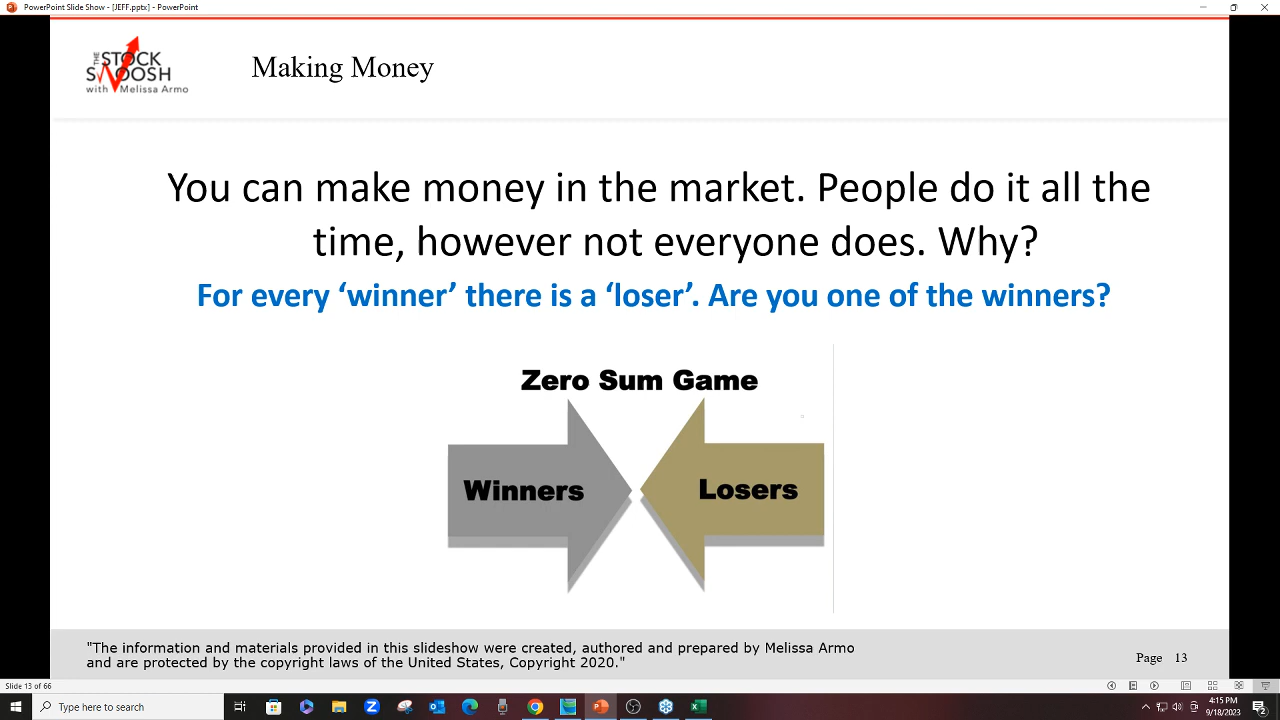 PowerPoint Slide Show - [JEFF.pptx] - PowerPoint
THE STOCK
SWOOSH
with Melissa Armo
Making Money
You can make money in the market. People do it all the
time, however not everyone does. Why?
For every ‘winner’ there is a ‘loser’. Are you one of the winners?
Zero Sum Game
Winners
Losers
"The information and materials provided in this slideshow were created, authored and prepared by Melissa Armo
and are protected by the copyright laws of the United States, Copyright 2020."
Page 13
Slide 13 of 66
Type here to search
4:15 PM
9/18/2023